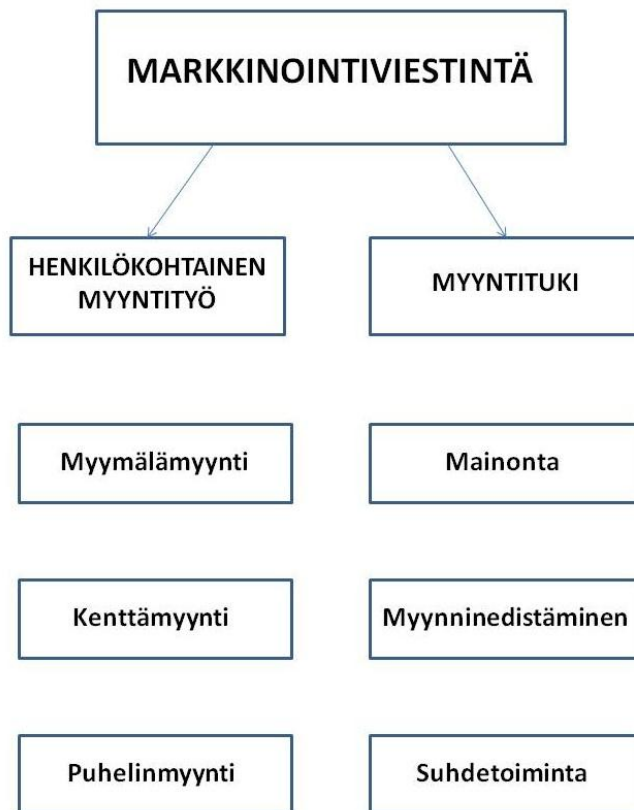 MARKKINOINTIVIESTINTÄ
HENKILÖKOHTAINEN
MYYNTITYÖ
MYYNTITUKI
Myymälämyynti
Mainonta
Kenttämyynti
Myynninedistäminen
Puhelinmyynti
Suhdetoiminta